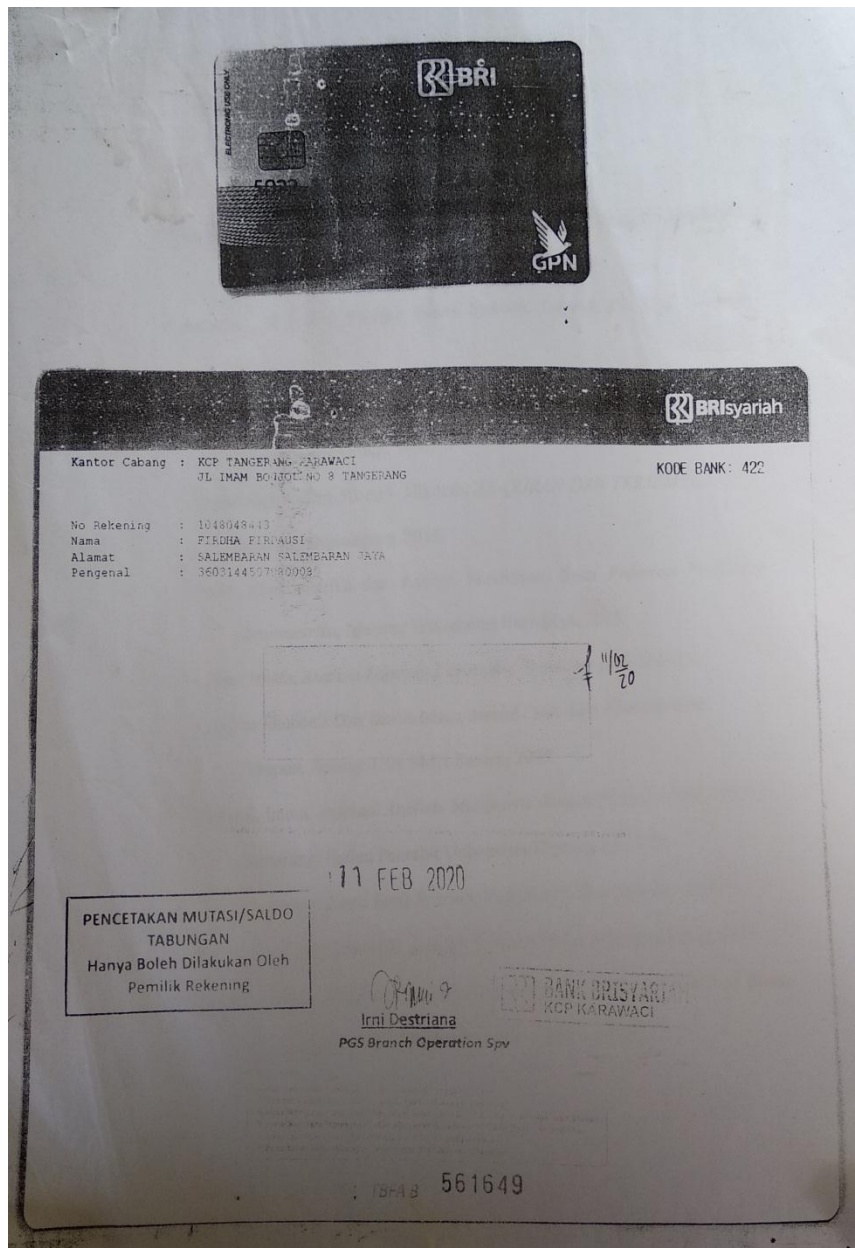 ELECTRONIC USE ONLY
BRI
GPN
BRIsyariah
Kantor Cabang : KCP TANGERANG KARAWACI
JL IMAM BONJOL NO 8 TANGERANG
KODE BANK: 422
No Rekening : 1048048443
Nama : FIRDHA FIRDAUSI
Alamat : SALEMBARAN SALEMBARAN JAYA
Pengenal :
11/02
20
11 FEB 2020
PENCETAKAN MUTASI/SALDO
TABUNGAN
Hanya Boleh Dilakukan Oleh
Pemilik Rekening
BANK BRISYARIAH
KCP KARAWACI
Irni Destriana
PGS Branch Operation Spv
561649